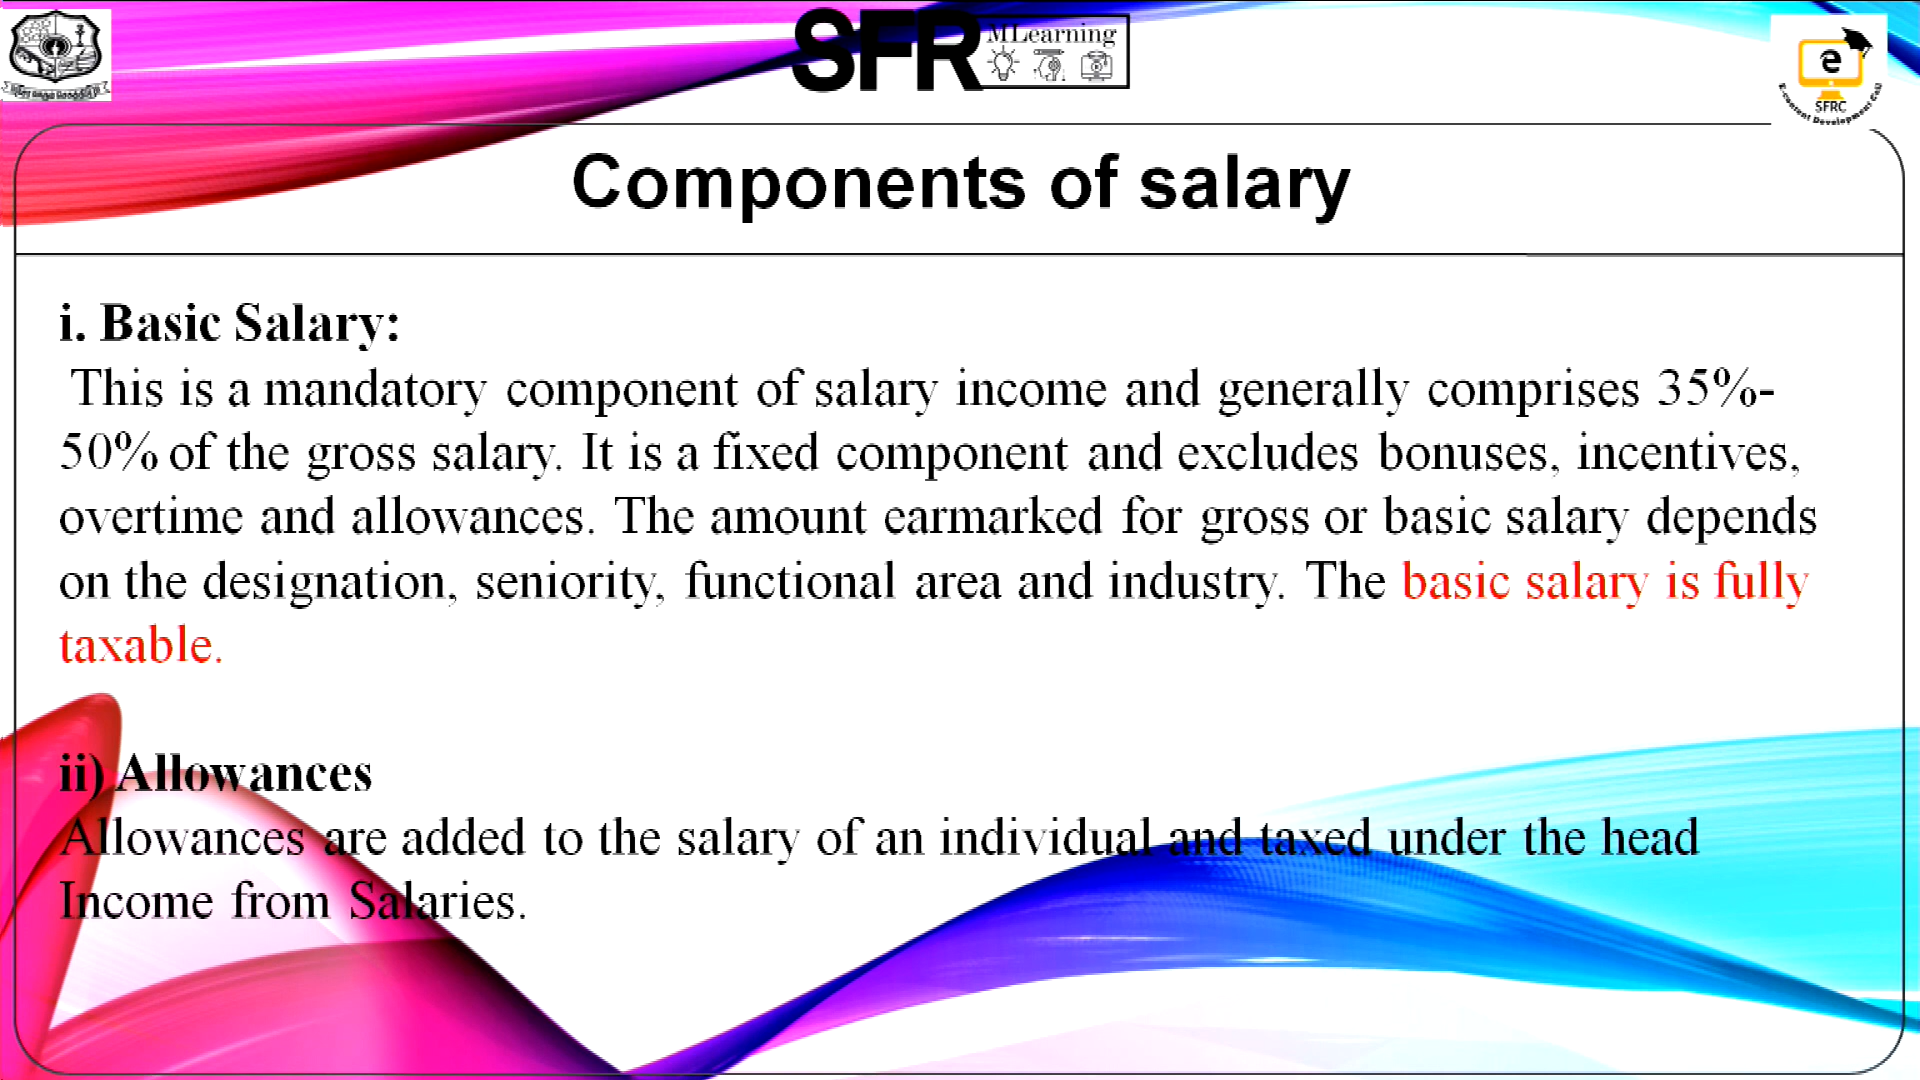 SFR MLearning
e
SFRC
E-content Development Cell
Components of salary
i. Basic Salary:
This is a mandatory component of salary income and generally comprises 35%-
50% of the gross salary. It is a fixed component and excludes bonuses, incentives,
overtime and allowances. The amount earmarked for gross or basic salary depends
on the designation, seniority, functional area and industry. The basic salary is fully
taxable.
ii) Allowances
Allowances are added to the salary of an individual and taxed under the head
Income from Salaries.